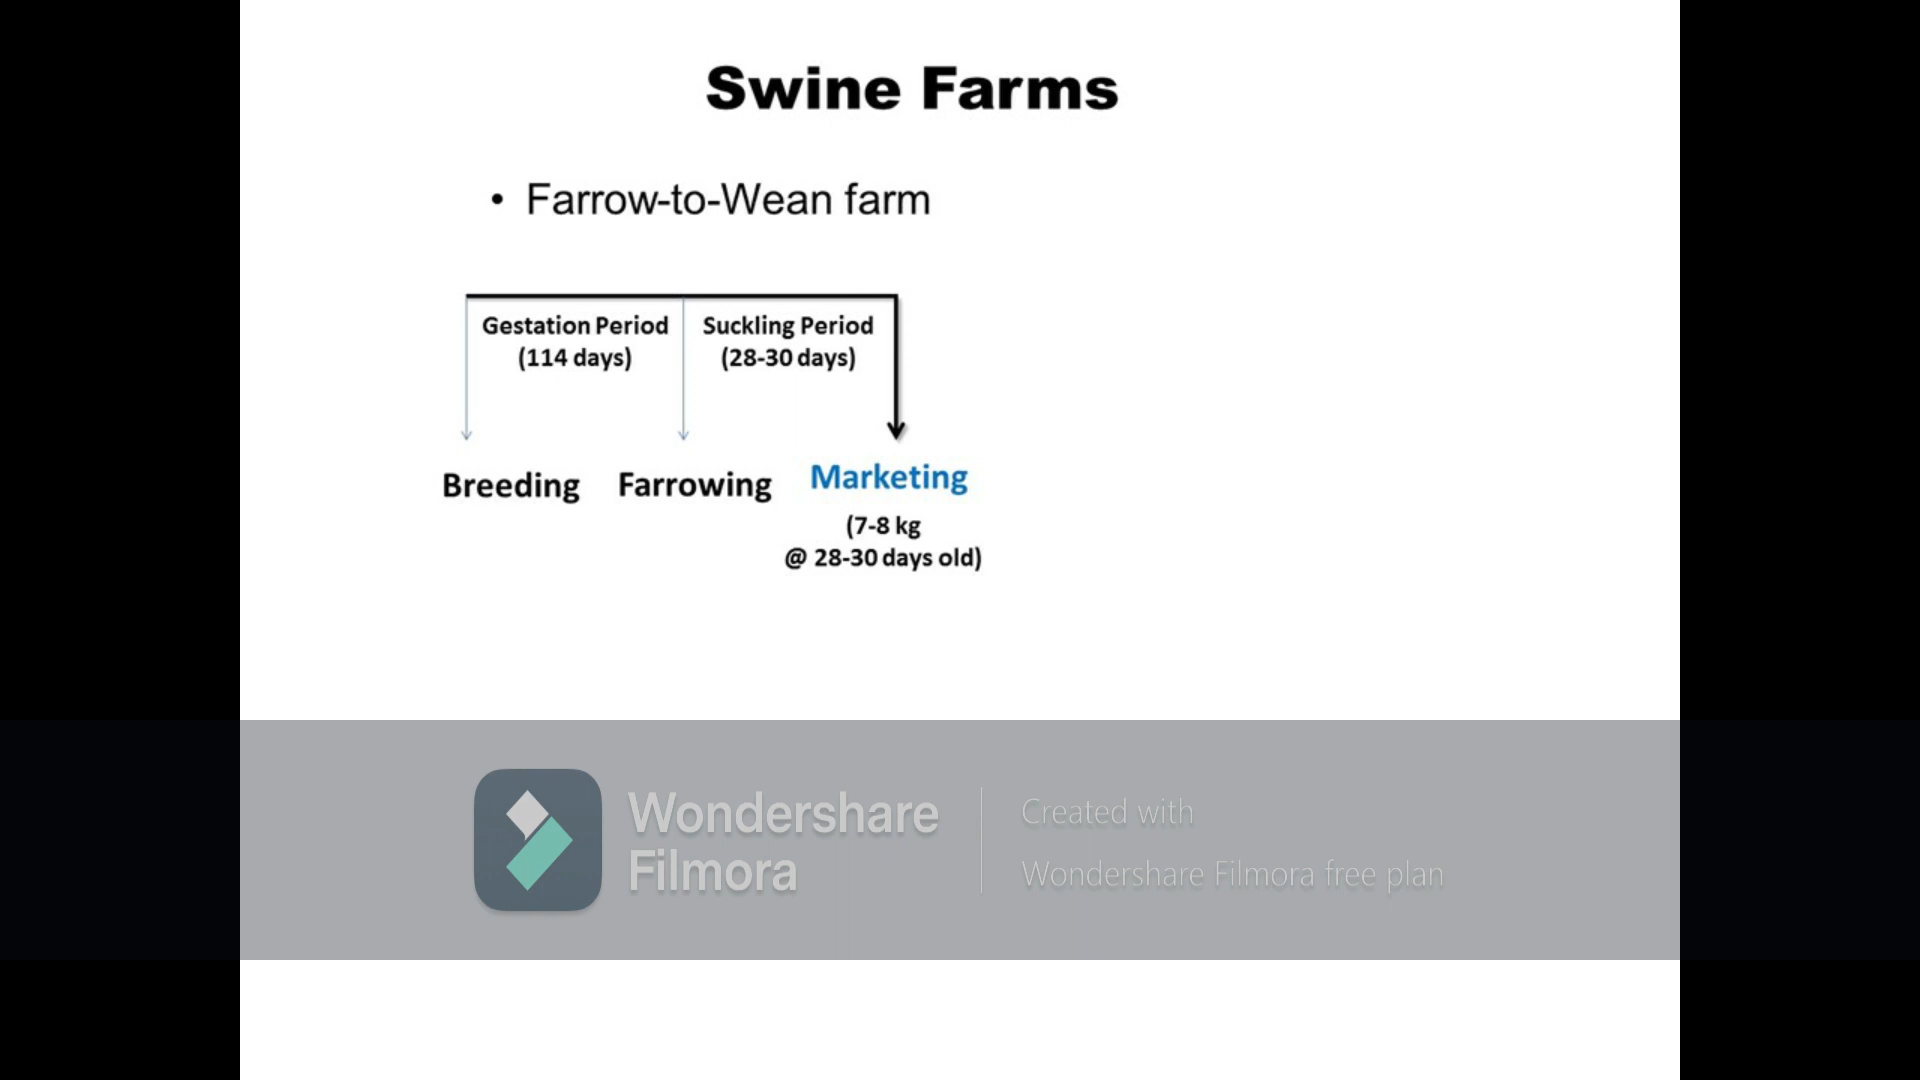 Swine Farms
• Farrow-to-Wean farm
Gestation Period
(114 days)
Suckling Period
(28-30 days)
Breeding
Farrowing
Marketing
(7-8 kg
@ 28-30 days old)
Wondershare
Filmora
Created with
Wondershare Filmora free plan